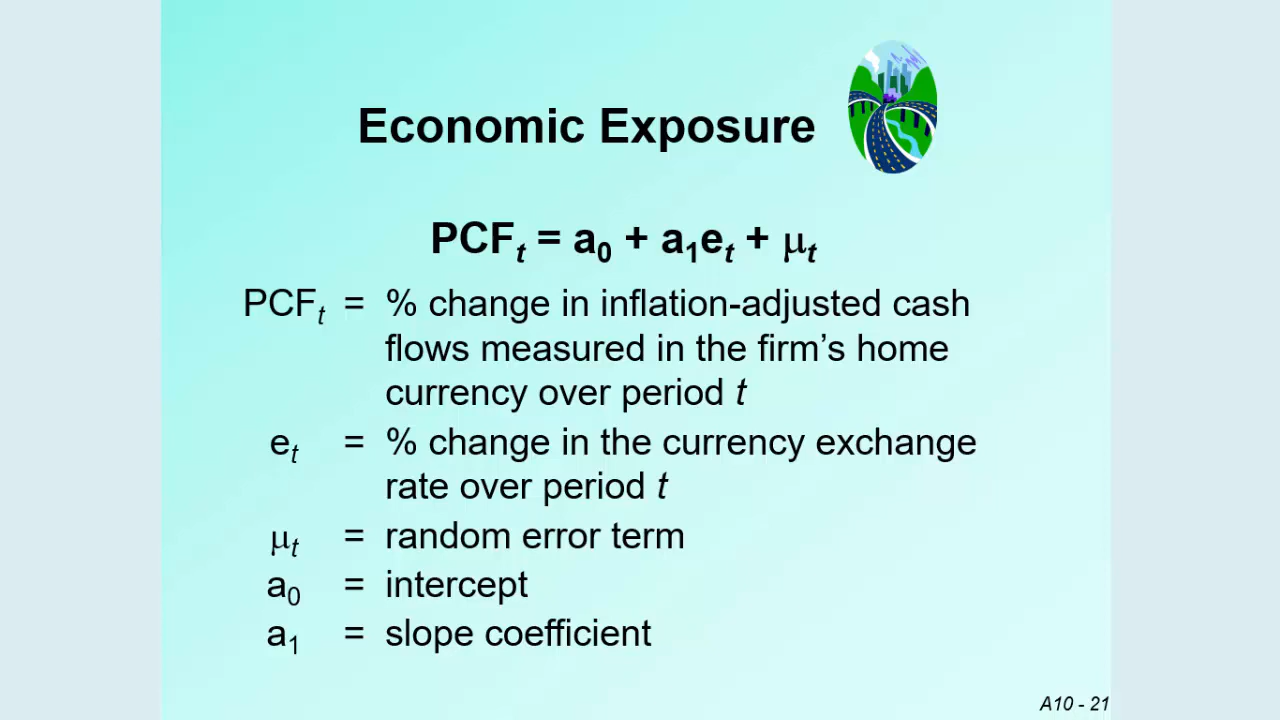 Economic Exposure
PCFt = a0 + a1et + μt
PCFt = % change in inflation-adjusted cash
flows measured in the firm's home
currency over period t
et = % change in the currency exchange
rate over period t
μt = random error term
a0 = intercept
a1 = slope coefficient
A10 - 21